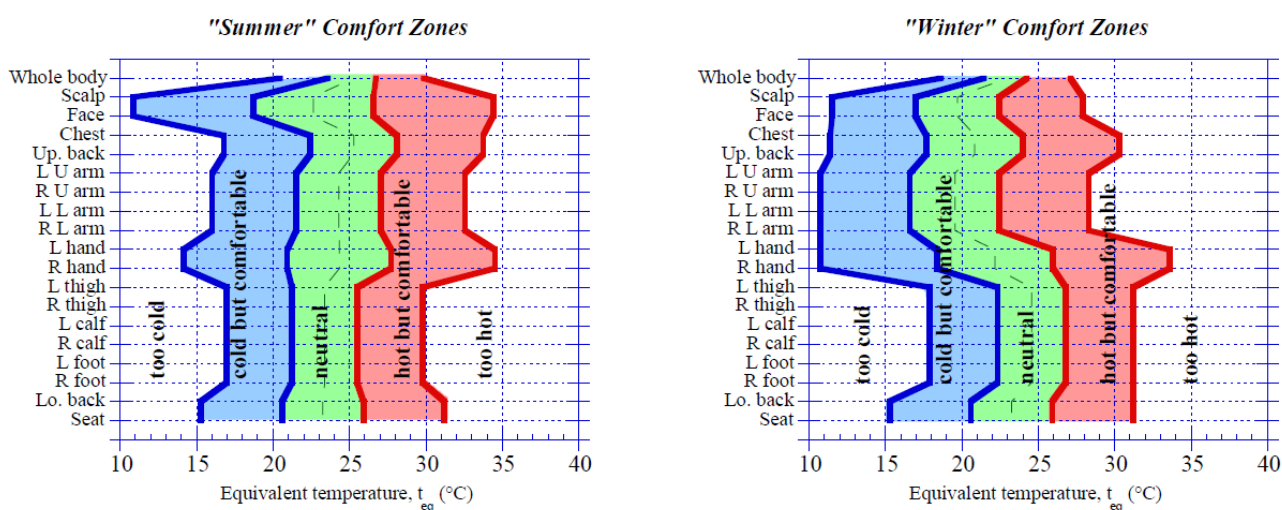 "Summer" Comfort Zones
Whole body
Scalp
Face
Chest
Up. back
L U arm
R U arm
L L arm
R L arm
L hand
R hand
L thigh
R thigh
L calf
R calf
L foot
R foot
Lo. back
Seat
too cold
cold but comfortable
neutral
hot but comfortable
too hot
10 15 20 25 30 35 40
Equivalent temperature, t_eq (°C)
"Winter" Comfort Zones
Whole body
Scalp
Face
Chest
Up. back
L U arm
R U arm
L L arm
R L arm
L hand
R hand
L thigh
R thigh
L calf
R calf
L foot
R foot
Lo. back
Seat
too cold
cold but comfortable
neutral
hot but comfortable
too hot
10 15 20 25 30 35 40
Equivalent temperature, t_eq (°C)